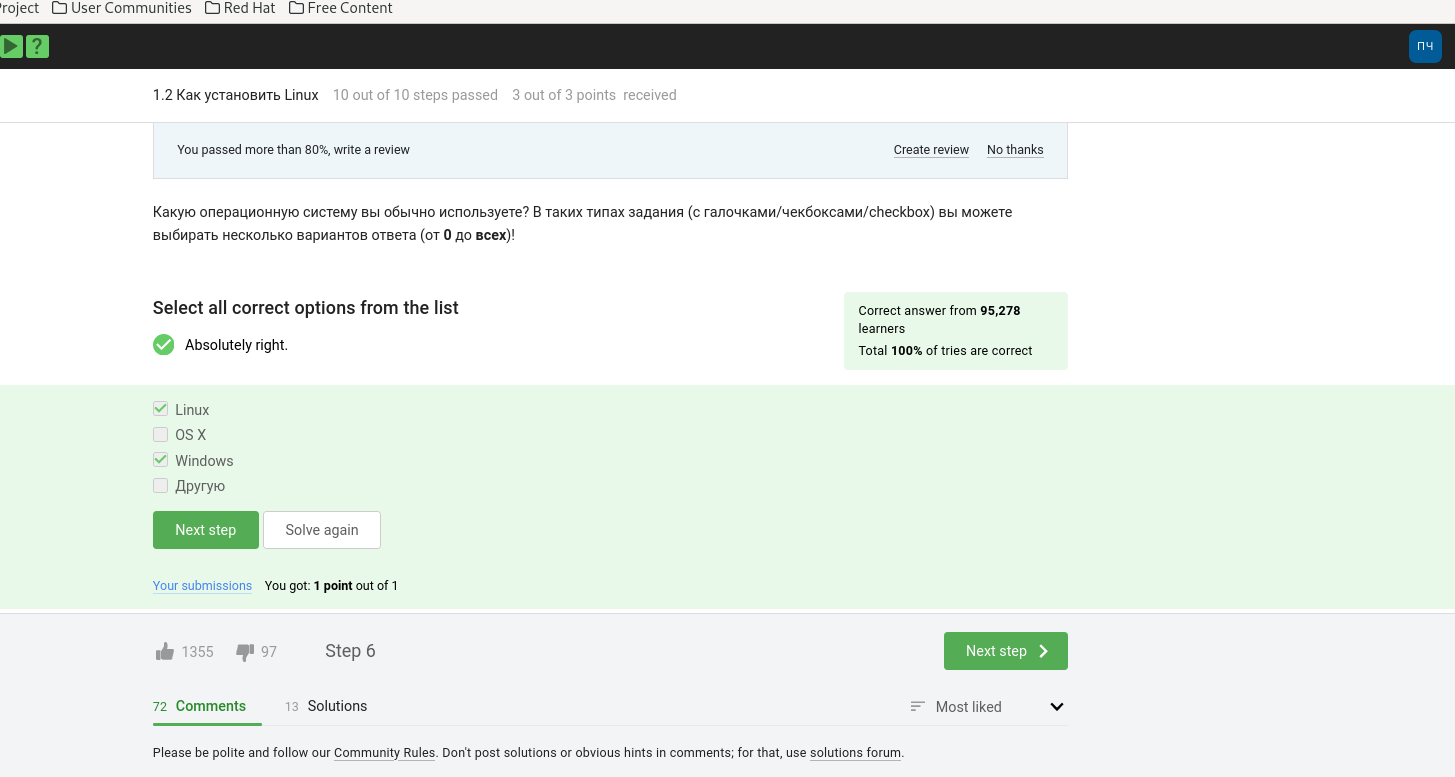 Project User Communities Red Hat Free Content
?
ПЧ
1.2 Как установить Linux 10 out of 10 steps passed 3 out of 3 points received
You passed more than 80%, write a review Create review No thanks
Какую операционную систему вы обычно используете? В таких типах задания (с галочками/чекбоксами/checkbox) вы можете
выбирать несколько вариантов ответа (от 0 до всех)!
Select all correct options from the list
Absolutely right.
Correct answer from 95,278
learners
Total 100% of tries are correct
Linux
OS X
Windows
Другую
Next step Solve again
Your submissions You got: 1 point out of 1
1355 97 Step 6 Next step
72 Comments 13 Solutions Most liked
Please be polite and follow our Community Rules. Don't post solutions or obvious hints in comments; for that, use solutions forum.